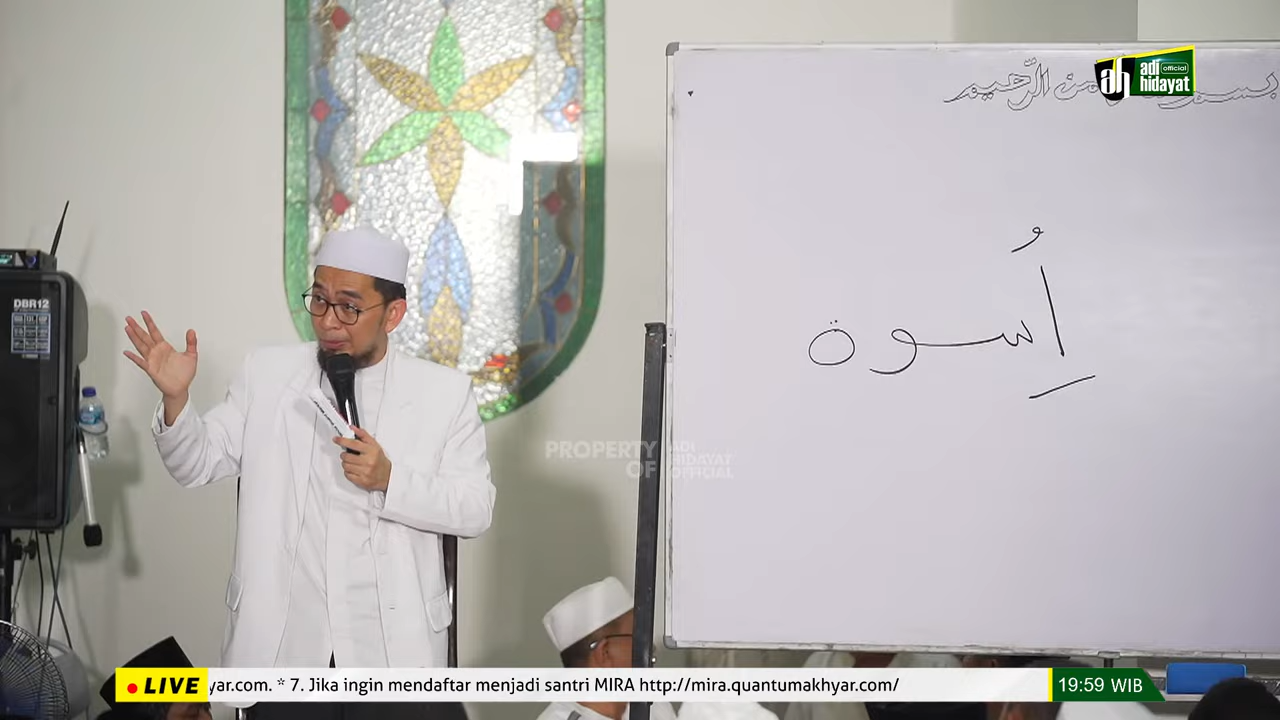 بسم الرحمن الرحيم
adi
hidayat
official
ah
DBR12
اُِسوة
PROPERTY
OF
ADI
HIDAYAT
OFFICIAL
LIVE
yar.com. * 7. Jika ingin mendaftar menjadi santri MIRA http://mira.quantumakhyar.com/
19:59 WIB